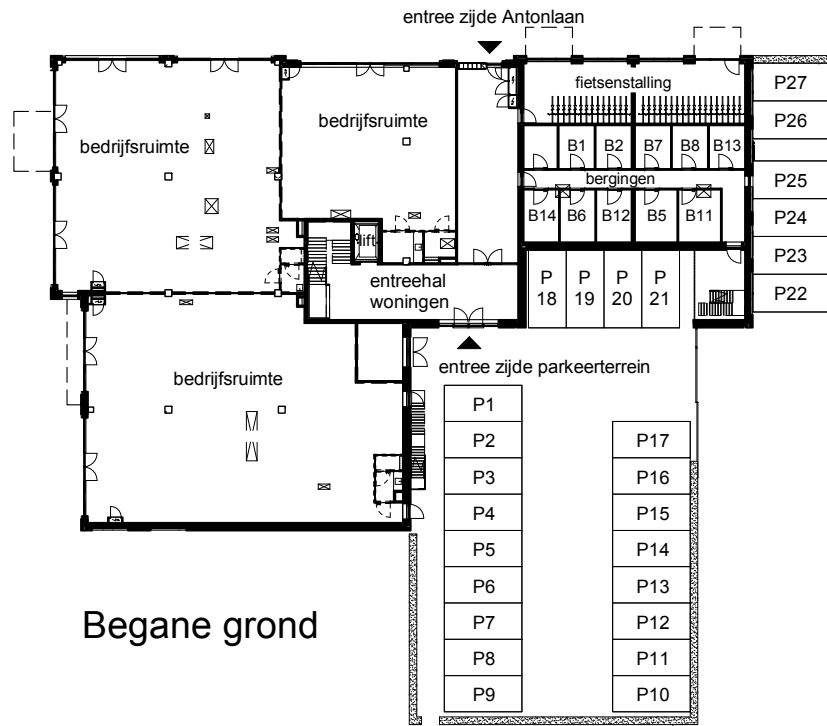 entree zijde Antonlaan
fietsenstalling
P27
P26
bedrijfsruimte
bedrijfsruimte
B1
B2
B7
B8
B13
bergingen
P25
P24
P23
P22
B14
B6
B12
B5
B11
lift
entreehal
woningen
P
18
P
19
P
20
P
21
entree zijde parkeerterrein
bedrijfsruimte
P1
P2
P3
P4
P5
P6
P7
P8
P9
P17
P16
P15
P14
P13
P12
P11
P10
Begane grond